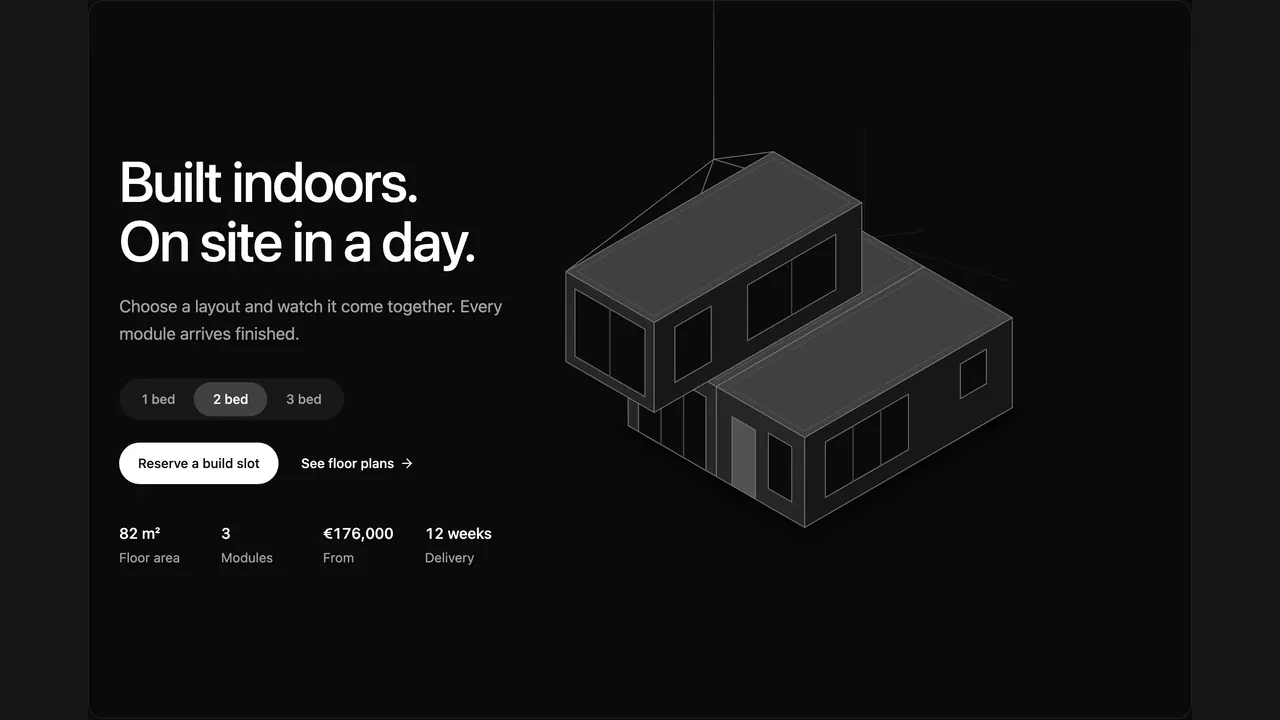 Built indoors.
On site in a day.
Choose a layout and watch it come together. Every
module arrives finished.
1 bed
2 bed
3 bed
Reserve a build slot
See floor plans →
82 m²
Floor area
3
Modules
€176,000
From
12 weeks
Delivery